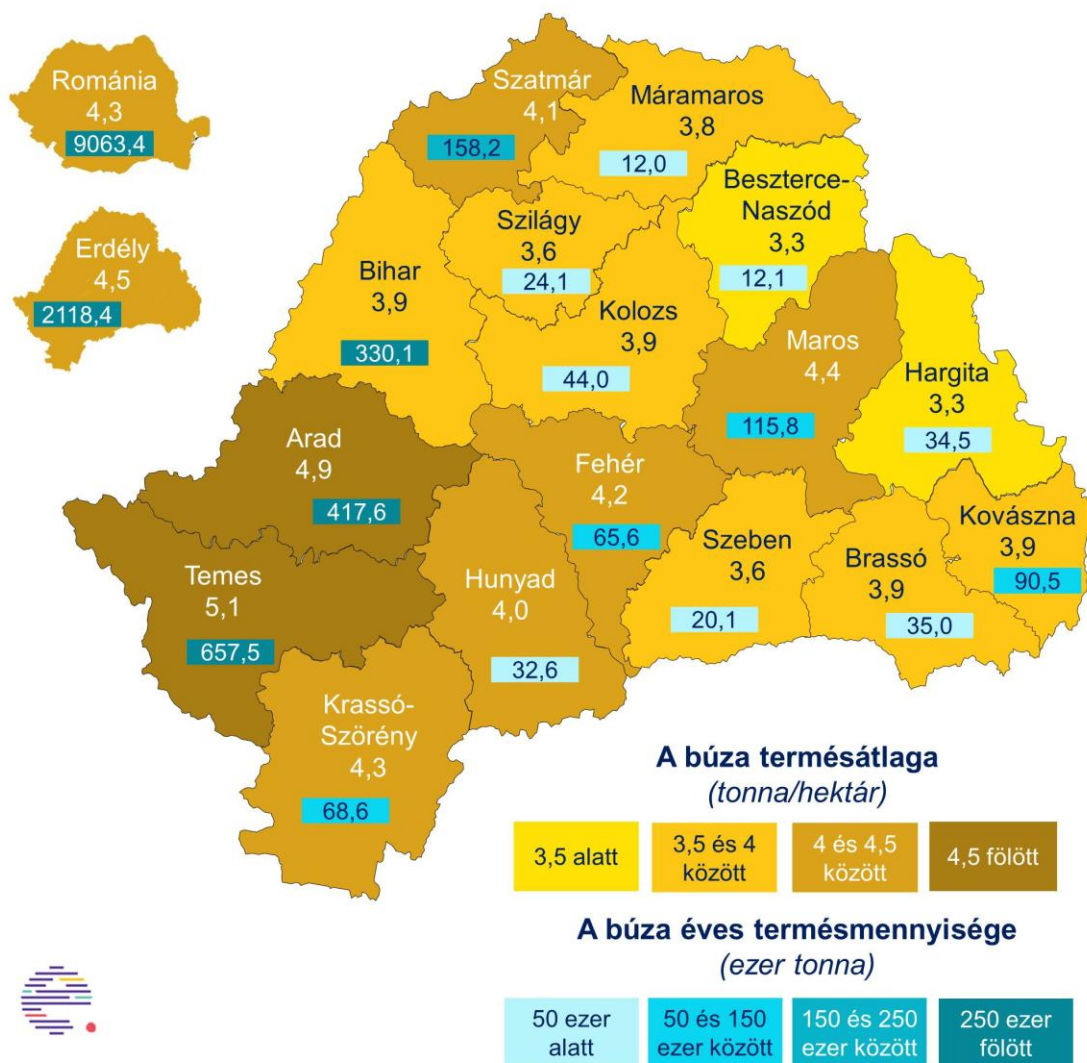 Románia
4,3
9063,4
Erdély
4,5
2118,4
Szatmár
4,1
158,2
Máramaros
3,8
12,0
Beszterce-
Naszód
3,3
12,1
Szilágy
3,6
24,1
Bihar
3,9
330,1
Kolozs
3,9
44,0
Maros
4,4
115,8
Hargita
3,3
34,5
Arad
4,9
417,6
Fehér
4,2
65,6
Temes
5,1
657,5
Hunyad
4,0
32,6
Szeben
3,6
20,1
Brassó
3,9
35,0
Kovászna
3,9
90,5
Krassó-
Szörény
4,3
68,6
A búza termésátlaga
(tonna/hektár)
3,5 alatt
3,5 és 4
között
4 és 4,5
között
4,5 fölött
A búza éves termésmennyisége
(ezer tonna)
50 ezer
alatt
50 és 150
ezer között
150 és 250
ezer között
250 ezer
fölött